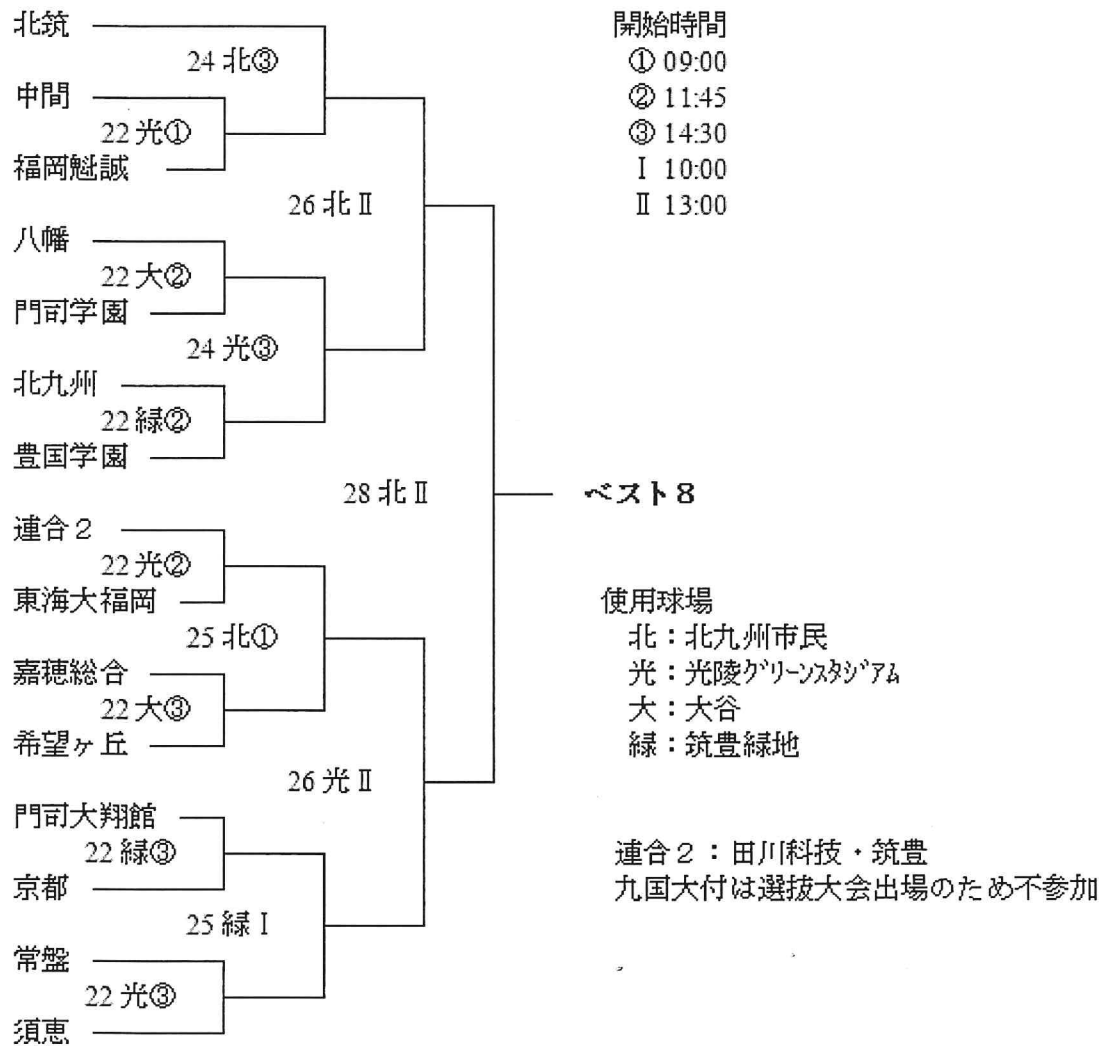 北筑
24 北③
中間
22 光①
福岡魁誠
26 北Ⅱ
八幡
22 大②
門司学園
24 光③
北九州
22 緑②
豊国学園
28 北Ⅱ
ベスト8
連合2
22 光②
東海大福岡
25 北①
嘉穂総合
22 大③
希望ヶ丘
26 光Ⅱ
門司大翔館
22 緑③
京都
25 緑Ⅰ
常盤
22 光③
須恵
開始時間
① 09:00
② 11:45
③ 14:30
Ⅰ 10:00
Ⅱ 13:00
使用球場
北:北九州市民
光:光陵グリーンスタジアム
大:大谷
緑:筑豊緑地
連合2:田川科技・筑豊
九国大付は選抜大会出場のため不参加